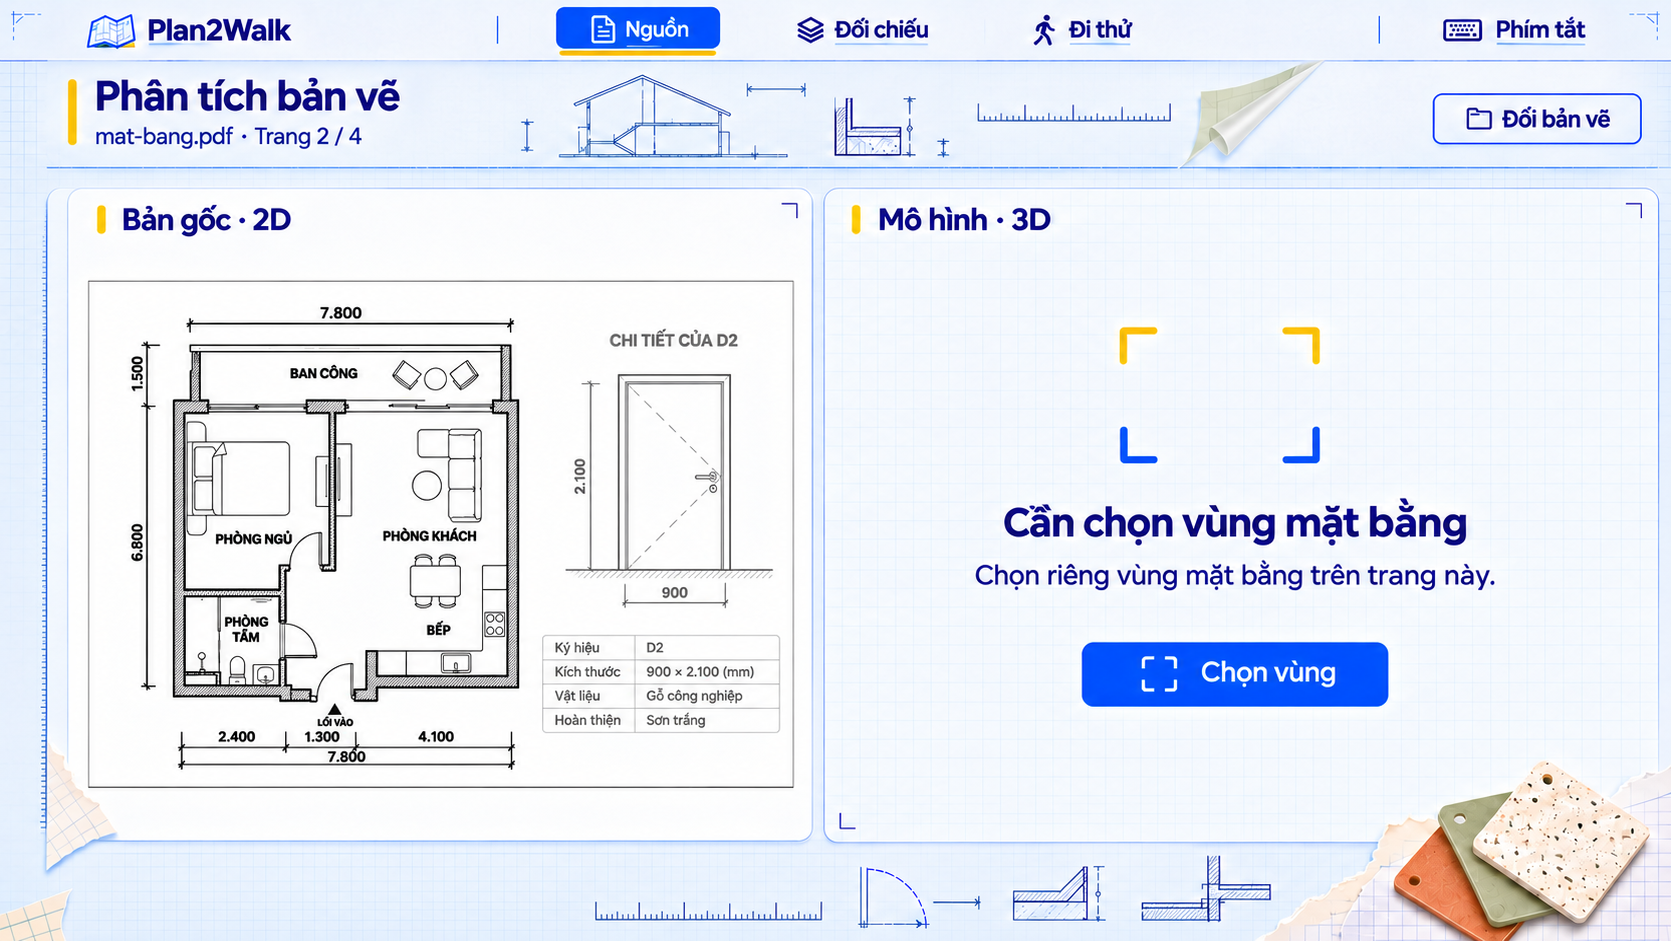 Plan2Walk
Nguồn
Đối chiếu
Đi thử
Phím tắt
Phân tích bản vẽ
mat-bang.pdf · Trang 2 / 4
Đối bản vẽ
Bản gốc · 2D
7.800
1.500
BAN CÔNG
6.800
PHÒNG NGỦ
PHÒNG KHÁCH
PHÒNG
TẮM
BẾP
LỐI VÀO
2.400
1.300
4.100
7.800
CHI TIẾT CỦA D2
2.100
900
Ký hiệu D2
Kích thước 900 × 2.100 (mm)
Vật liệu Gỗ công nghiệp
Hoàn thiện Sơn trắng
Mô hình · 3D
Cần chọn vùng mặt bằng
Chọn riêng vùng mặt bằng trên trang này.
Chọn vùng